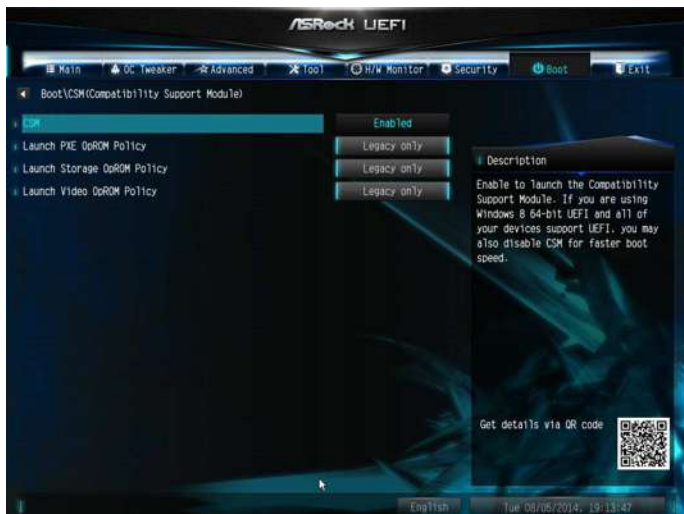 ASRock UEFI
Main OC Tweaker Advanced Tool H/W Monitor Security Boot Exit
Boot\CSM(Compatibility Support Module)
CSM Enabled
Launch PXE OpROM Policy Legacy only
Launch Storage OpROM Policy Legacy only
Launch Video OpROM Policy Legacy only
Description
Enable to launch the Compatibility
Support Module. If you are using
Windows 8 64-bit UEFI and all of
your devices support UEFI, you may
also disable CSM for faster boot
speed.
Get details via QR code
English Tue 08/05/2014, 19:13:47